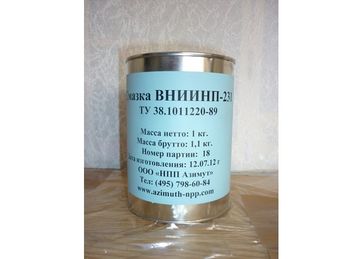 ВНИИНП-23
ТУ 38.1011220-89
Масса нетто: 1 кг.
Масса брутто: 1,1 кг.
Номер партии: 18
изготовления: 12.07.12 г
ООО «НПП Азимут»
Тел: (495) 798-60-84
www.azimuth-npp.com